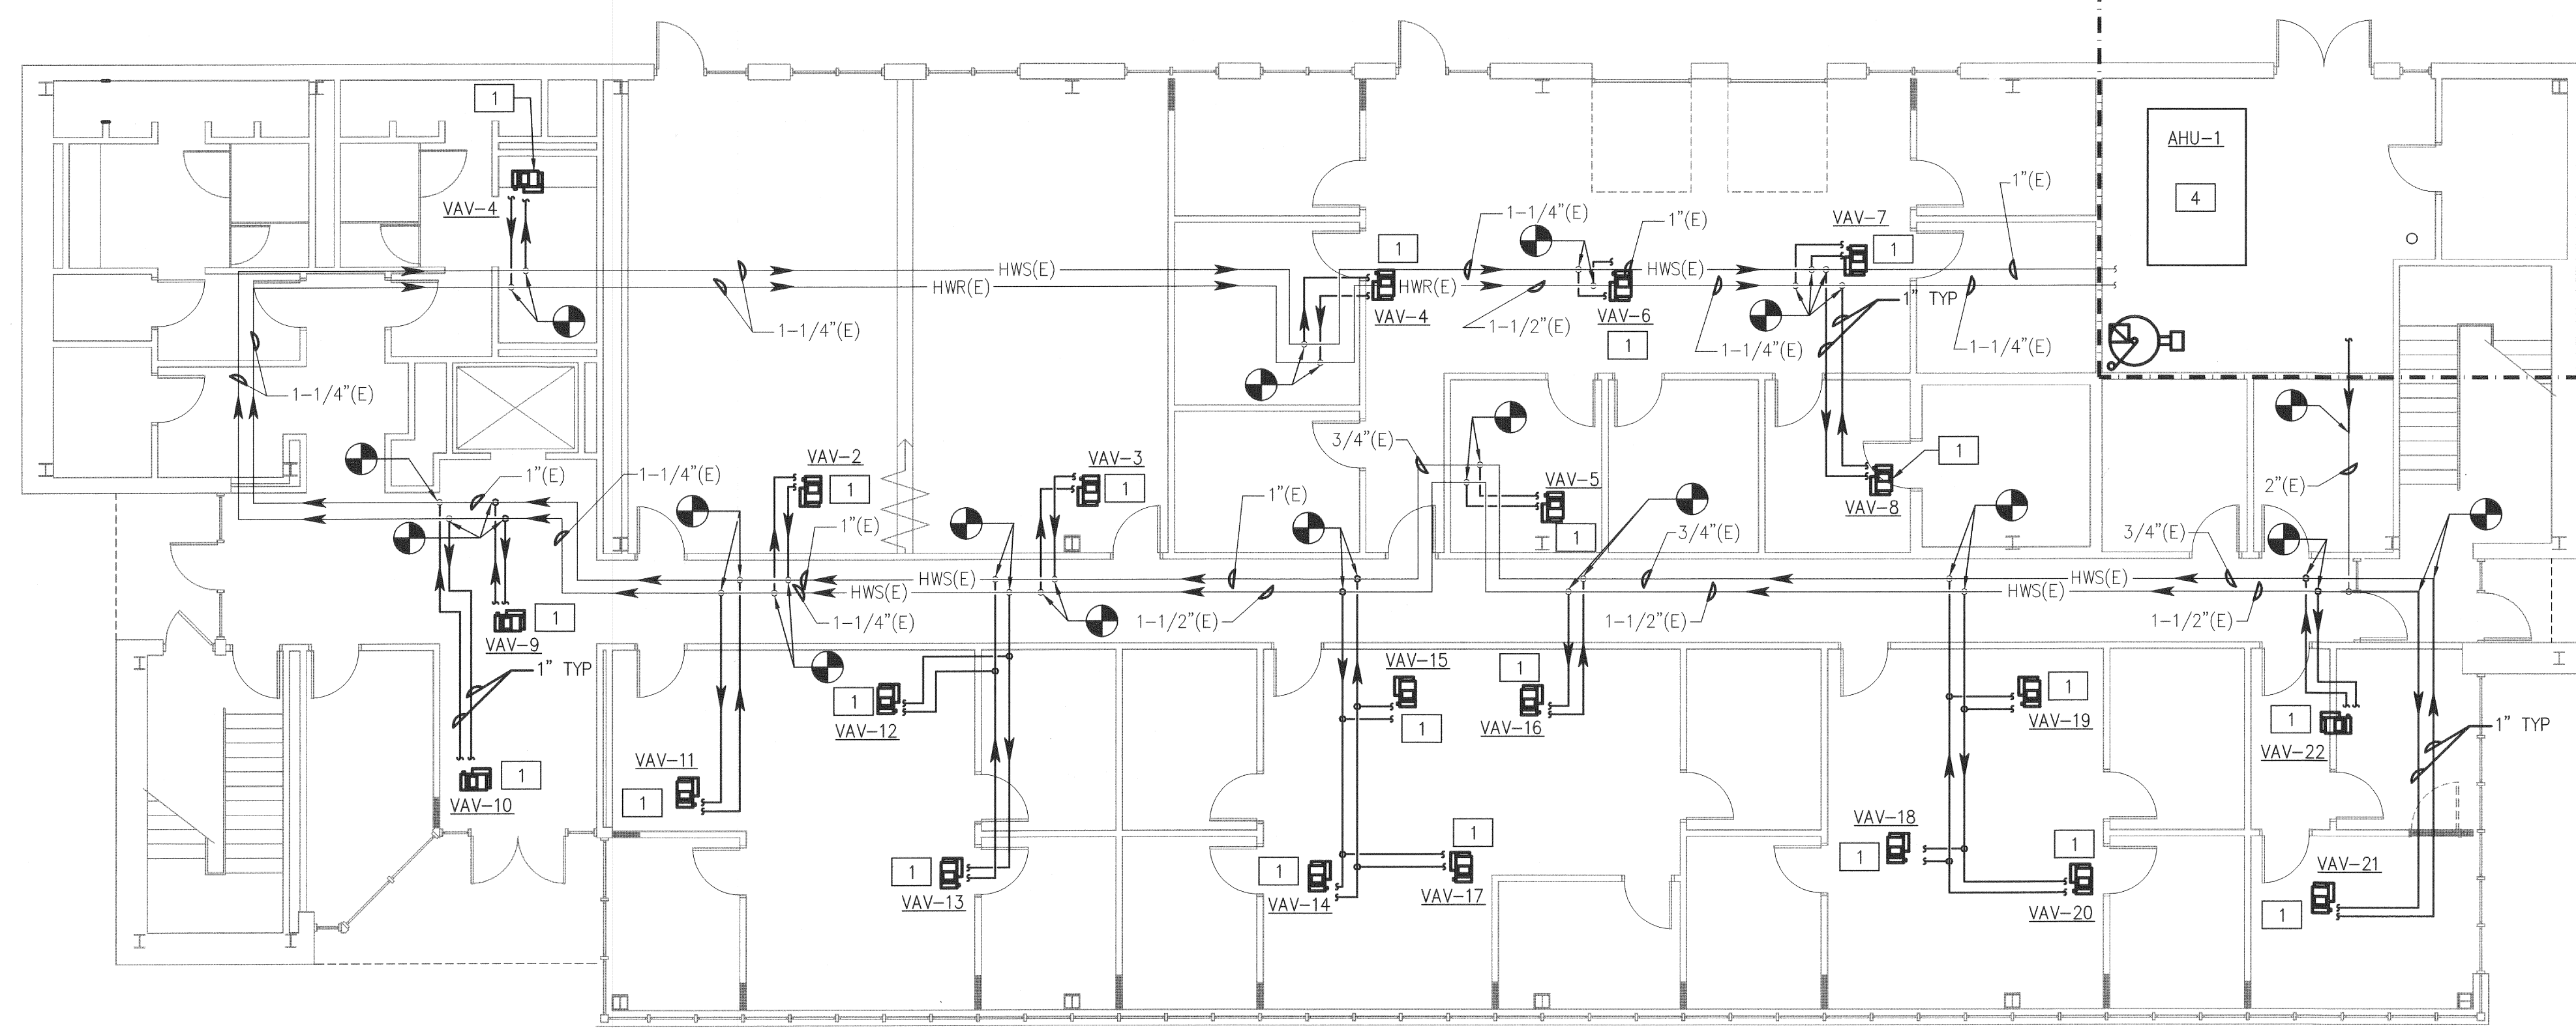 1
AHU-1
4
VAV-4
1"(E)
1-1/4"(E)
1"(E)
VAV-7
1
1
HWS(E)
HWS(E)
HWR(E)
HWR(E)
VAV-4
VAV-6
1
1" TYP
1-1/4"(E)
1-1/2"(E)
1-1/4"(E)
1-1/4"(E)
1-1/4"(E)
3/4"(E)
VAV-2
VAV-3
1
1"(E)
1-1/4"(E)
1
1
VAV-5
1
VAV-8
2"(E)
1"(E)
1"(E)
3/4"(E)
3/4"(E)
HWS(E)
HWS(E)
HWS(E)
HWS(E)
1
VAV-9
1-1/4"(E)
1-1/2"(E)
1-1/2"(E)
1-1/2"(E)
1" TYP
VAV-15
1
1
1
VAV-12
1
VAV-16
VAV-19
1
VAV-22
1" TYP
VAV-11
1
VAV-10
1
VAV-18
1
1
1
VAV-21
1
1
1
VAV-13
VAV-14
VAV-17
VAV-20
1